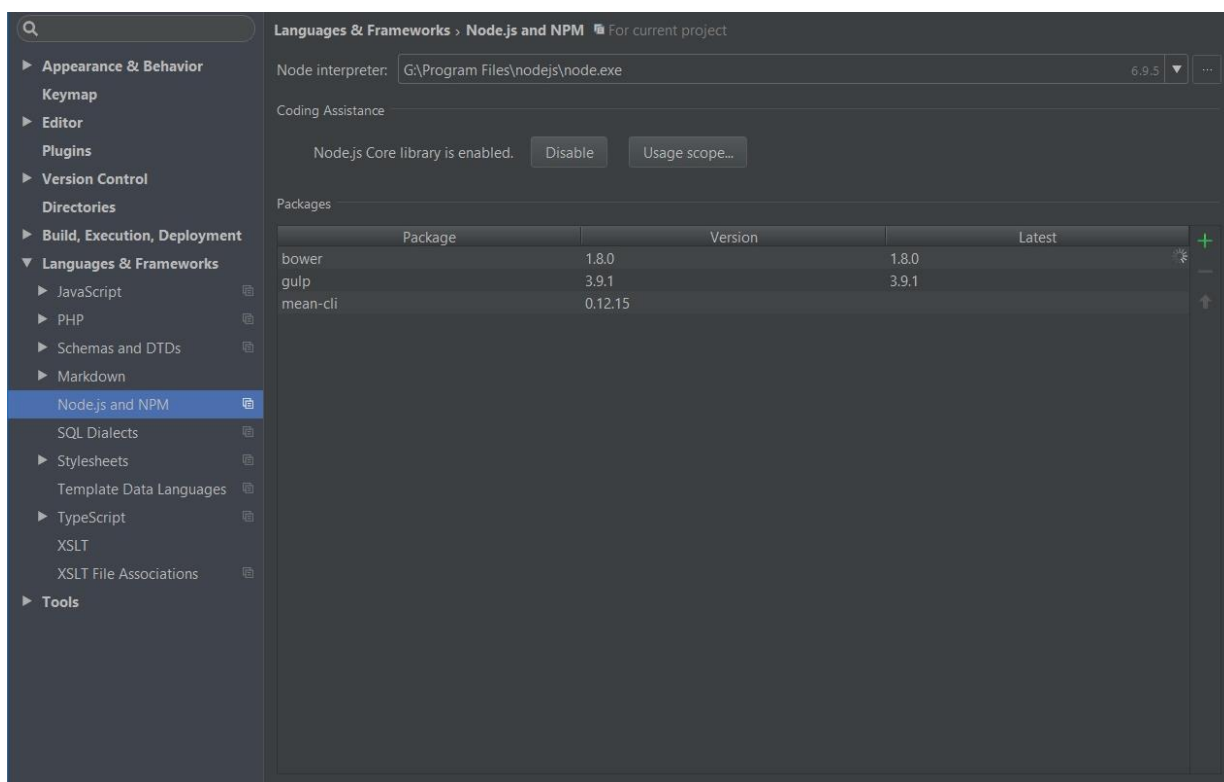 Languages & Frameworks › Node.js and NPM For current project
Appearance & Behavior
Keymap
Editor
Plugins
Version Control
Directories
Build, Execution, Deployment
Languages & Frameworks
JavaScript
PHP
Schemas and DTDs
Markdown
Node.js and NPM
SQL Dialects
Stylesheets
Template Data Languages
TypeScript
XSLT
XSLT File Associations
Tools
Node interpreter: G:\Program Files\nodejs\node.exe 6.9.5 ...
Coding Assistance
Node.js Core library is enabled. Disable Usage scope...
Packages
Package Version Latest
bower 1.8.0 1.8.0
gulp 3.9.1 3.9.1
mean-cli 0.12.15